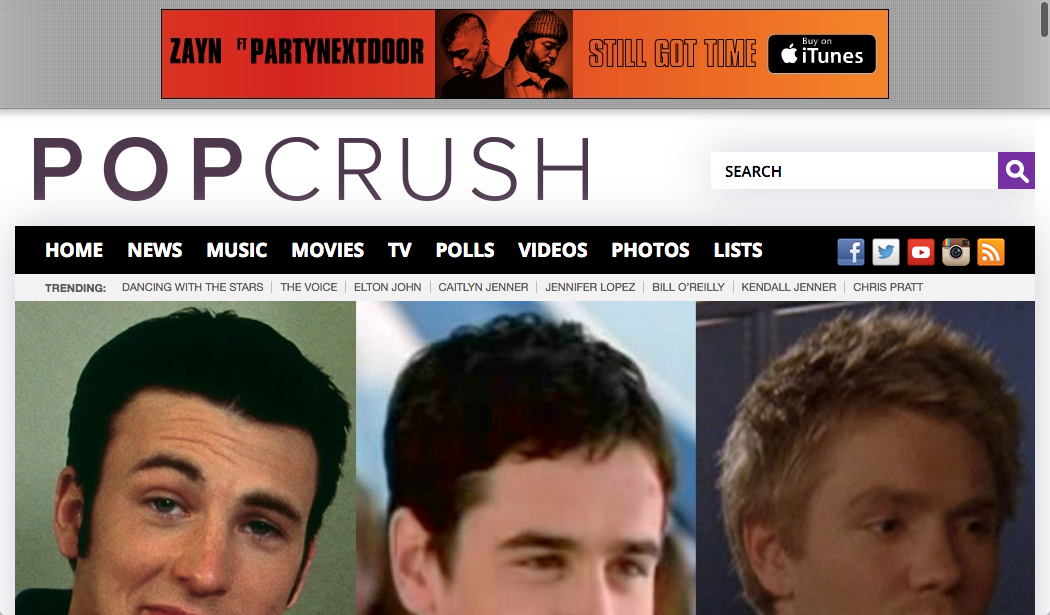 ZAYN FT PARTYNEXTDOOR STILL GOT TIME Buy on iTunes
POPCRUSH
SEARCH
HOME NEWS MUSIC MOVIES TV POLLS VIDEOS PHOTOS LISTS
TRENDING: DANCING WITH THE STARS THE VOICE ELTON JOHN CAITLYN JENNER JENNIFER LOPEZ BILL O'REILLY KENDALL JENNER CHRIS PRATT